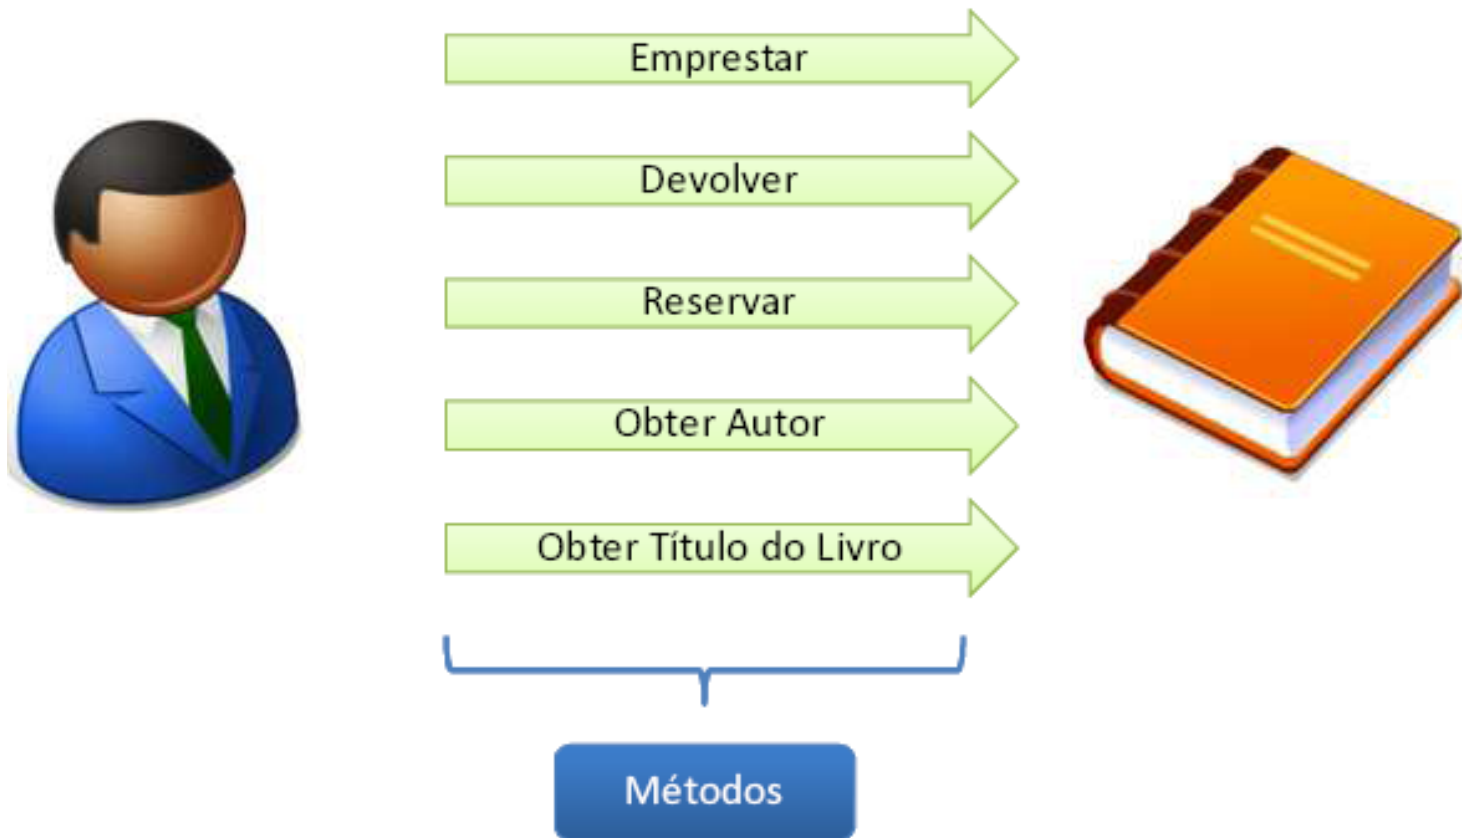 Emprestar
Devolver
Reservar
Obter Autor
Obter Título do Livro
Métodos